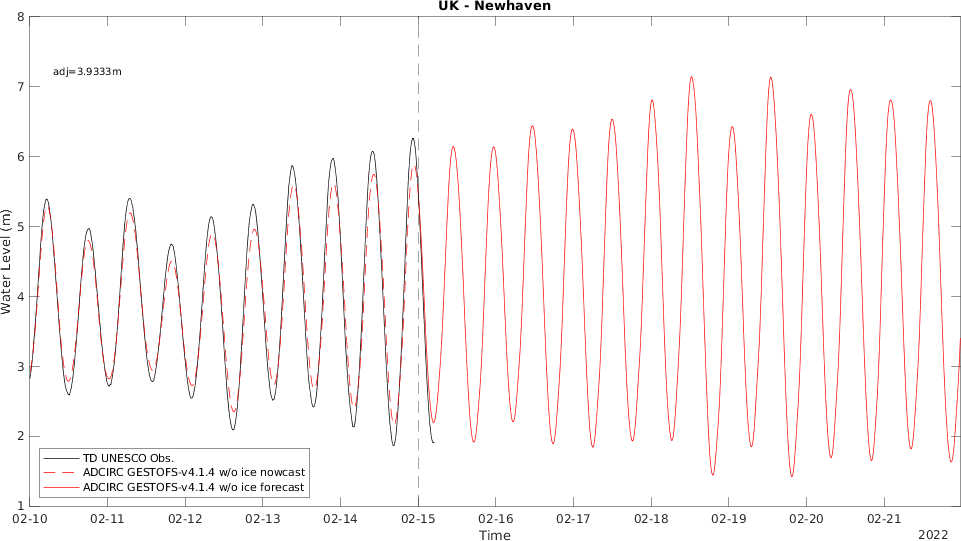 UK - Newhaven
8
7
6
5
4
3
2
1
Water Level (m)
adj=3.9333m
TD UNESCO Obs.
ADCIRC GESTOFS-v4.1.4 w/o ice nowcast
ADCIRC GESTOFS-v4.1.4 w/o ice forecast
02-10 02-11 02-12 02-13 02-14 02-15 02-16 02-17 02-18 02-19 02-20 02-21
Time
2022